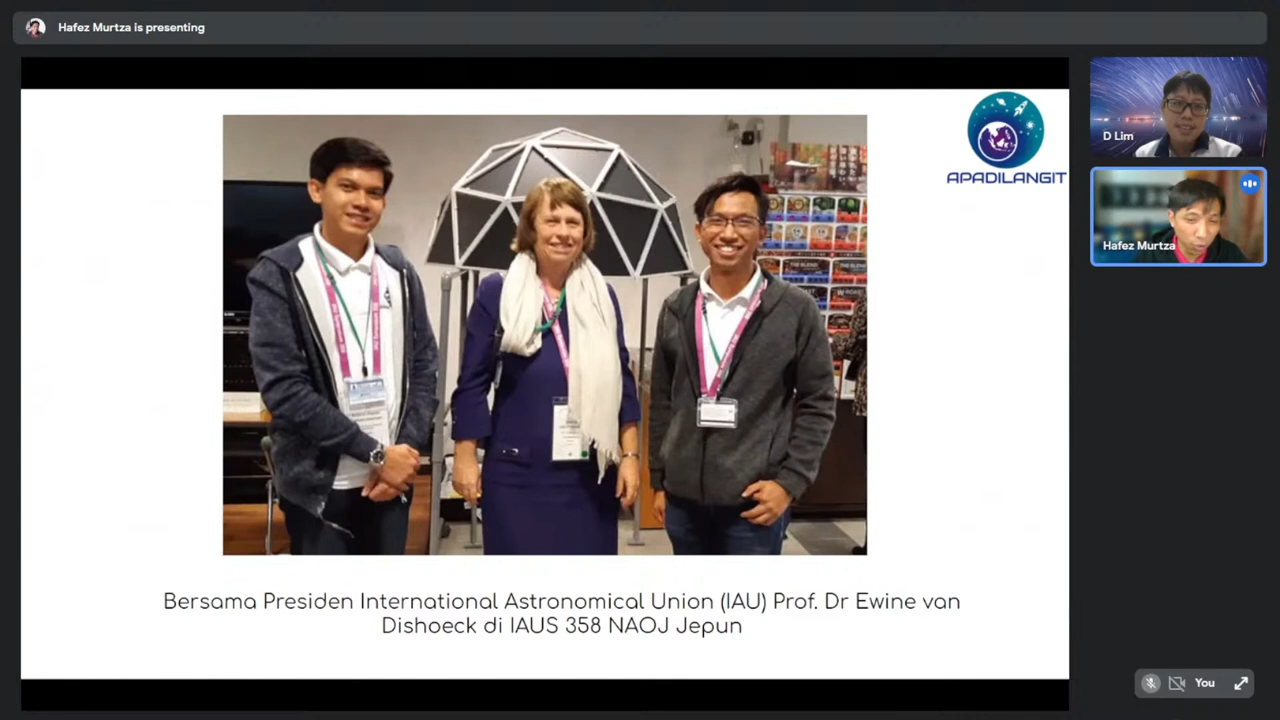 Hafez Murtza is presenting
APADILANGIT
D Lim
Hafez Murtza
Bersama Presiden International Astronomical Union (IAU) Prof. Dr Ewine van
Dishoeck di IAUS 358 NAOJ Jepun
You